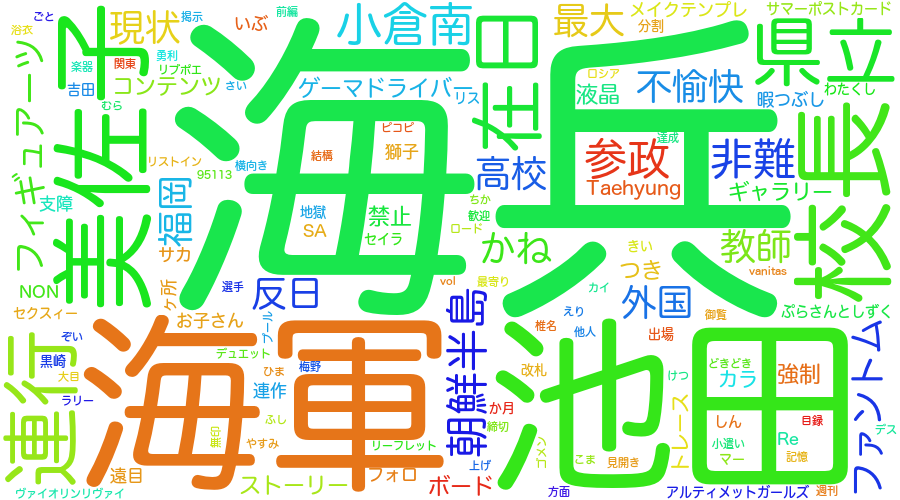 ごと
掲示
前編
浴衣
いぶ
小倉南
最大
メイクテンプレ
サマーポストカード
分割
子
現状
楽器
勇利
関東
リブポエ
吉田
コンテンツ
さい
むら
ゲーマドライバー
リス
在日
ロシア
液晶
不愉快
県立
わたくし
暇つぶし
フィギュアーツ
美佐
海兵
ピコピ
達成
リストイン
横向き
結構
獅子
高校
参政
非難
95113
Taehyung
ギャラリー
校長
支障
福岡
地獄
SA
禁止
セイラ
ちか
歓迎
ロード
サカ
かね
きい
つき
教師
vanitas
NON
ヶ所
選手
反日
vol
最寄り
カイ
外国
御覧
ぷらさんとしずく
セクスィー
お子さん
プール
朝鮮半島
えり
他人
椎名
出場
ぞい
黒崎
大目
ラリー
連行
海軍
デュエット
ひま
梅野
連作
か月
改札
池田
けつ
どきどき
カラ
強制
ファントム
ふし
無印
やすみ
リーフレット
締切
しん
目録
小遣い
Re
デス
遠目
フォロ
上げ
ゴメン
こま
見開き
トレース
マー
記憶
ヴァイオリンリヴァイ
ストーリー
ボード
方面
アルティメットガールズ
週刊